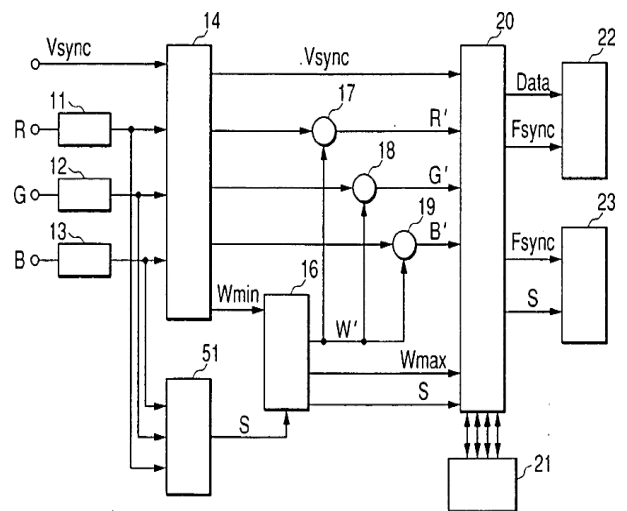 14
20
22
Vsync
.Vsync
Data
11
17
R
R'
Fsync
12
18
G
G'
23
13
19
B
B'
Fsync
Wmin
16
S
W'
51
Wmax
S
S
21